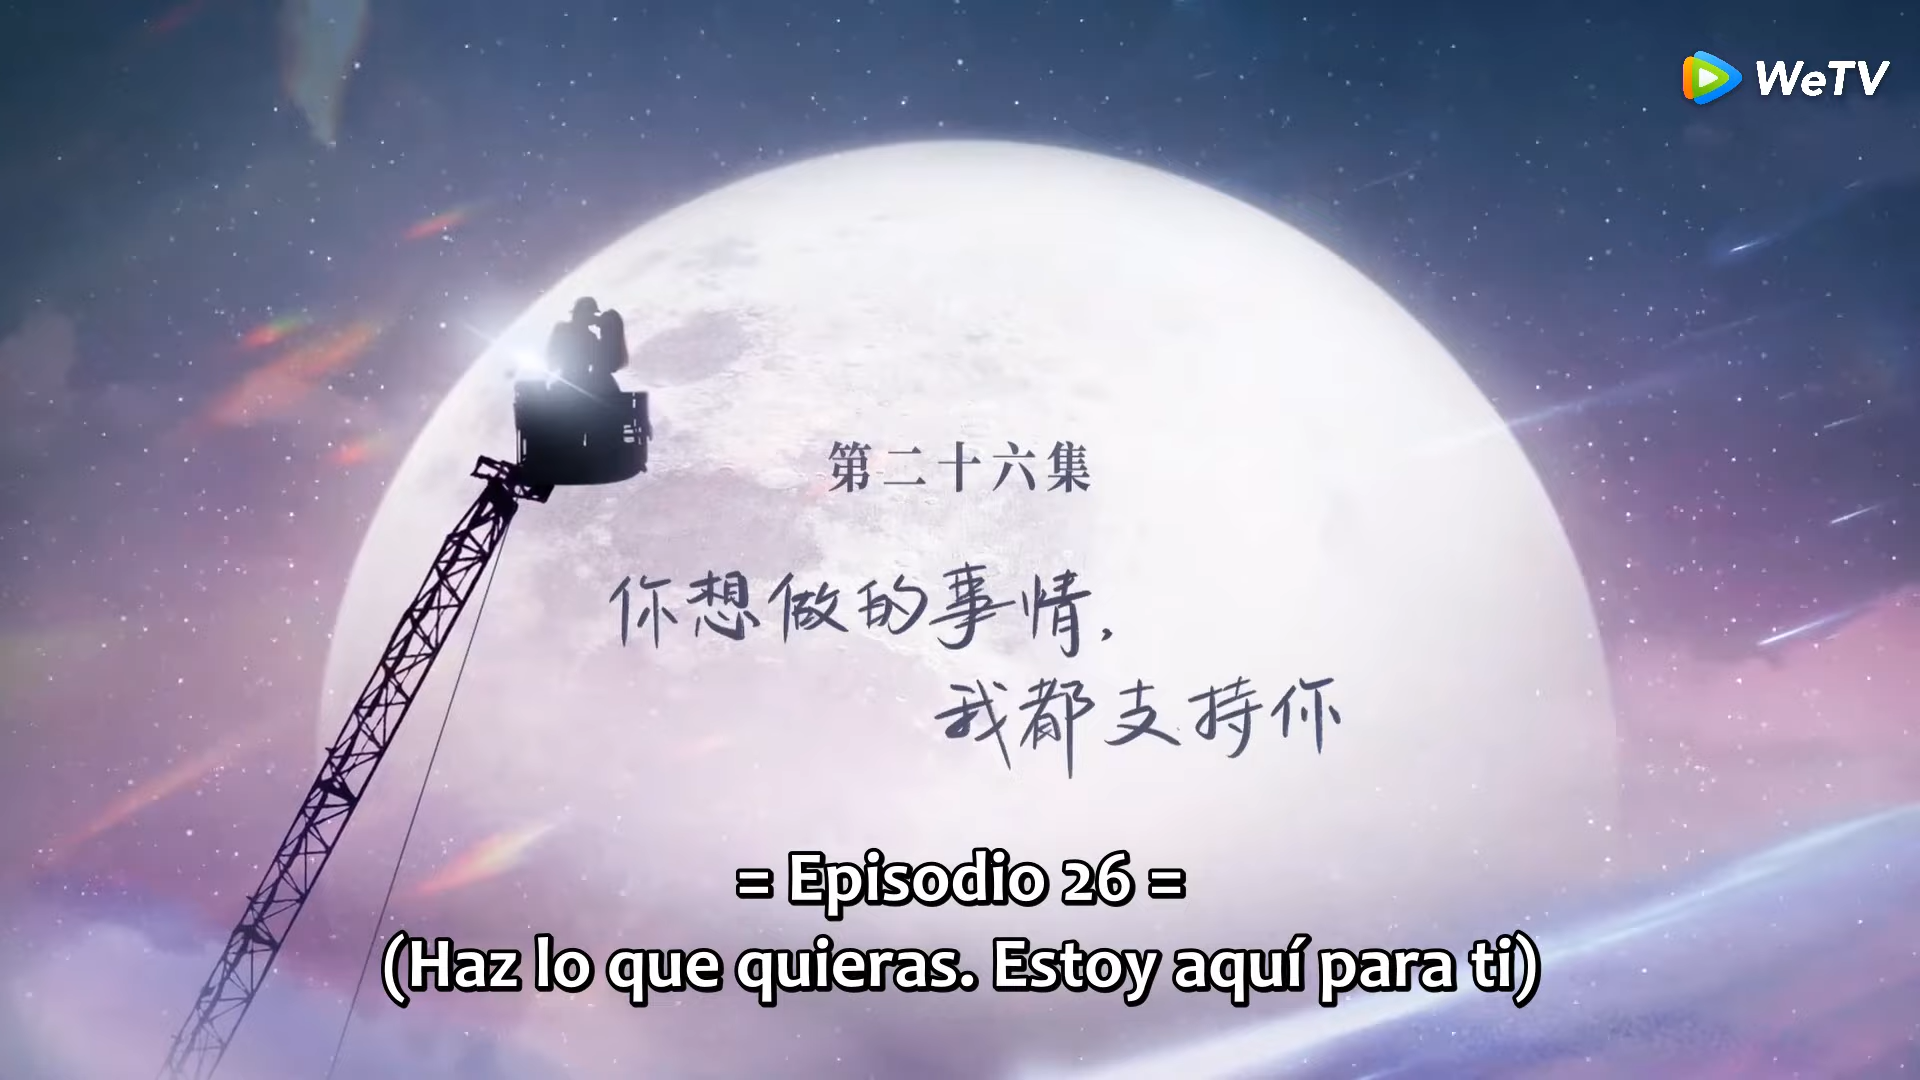 WeTV
第二十六集
你想做的事情,
我都支持你
= Episodio 26 =
(Haz lo que quieras. Estoy aquí para ti)